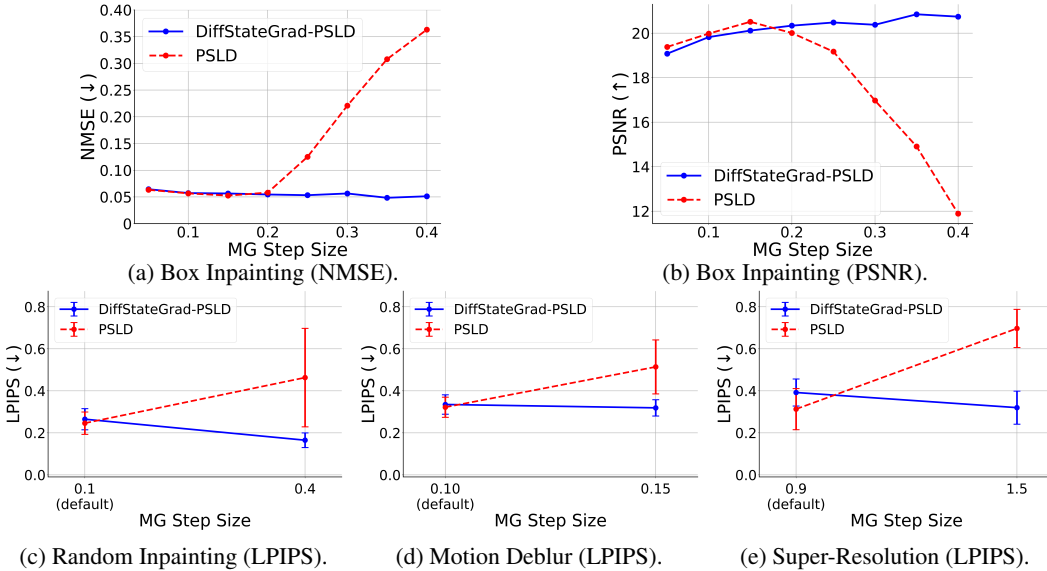 0.40
0.35
0.30
0.25
0.20
0.15
0.10
0.05
0
NMSE (↓)
DiffStateGrad-PSLD
PSLD
0.1
0.2
0.3
0.4
MG Step Size
(a) Box Inpainting (NMSE).
20
18
16
14
12
PSNR (↑)
DiffStateGrad-PSLD
PSLD
0.1
0.2
0.3
0.4
MG Step Size
(b) Box Inpainting (PSNR).
0.8
0.6
0.4
0.2
0.0
LPIPS (↓)
DiffStateGrad-PSLD
PSLD
0.1
(default)
0.4
MG Step Size
(c) Random Inpainting (LPIPS).
0.8
0.6
0.4
0.2
0.0
LPIPS (↓)
DiffStateGrad-PSLD
PSLD
0.10
(default)
0.15
MG Step Size
(d) Motion Deblur (LPIPS).
0.8
0.6
0.4
0.2
0.0
LPIPS (↓)
DiffStateGrad-PSLD
PSLD
0.9
(default)
1.5
MG Step Size
(e) Super-Resolution (LPIPS).